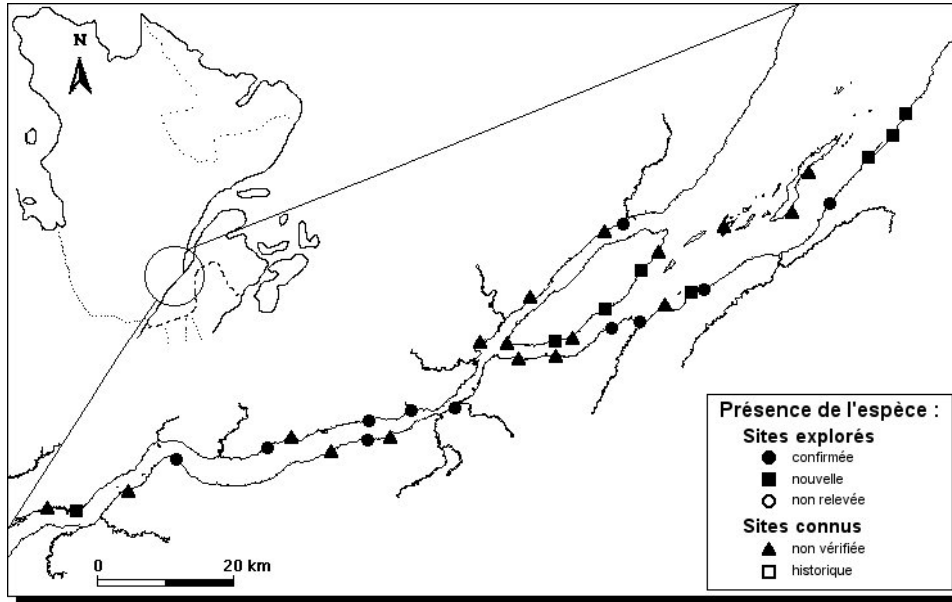 N
Présence de l'espèce :
Sites explorés
confirmée
nouvelle
non relevée
Sites connus
non vérifiée
historique
0 20 km